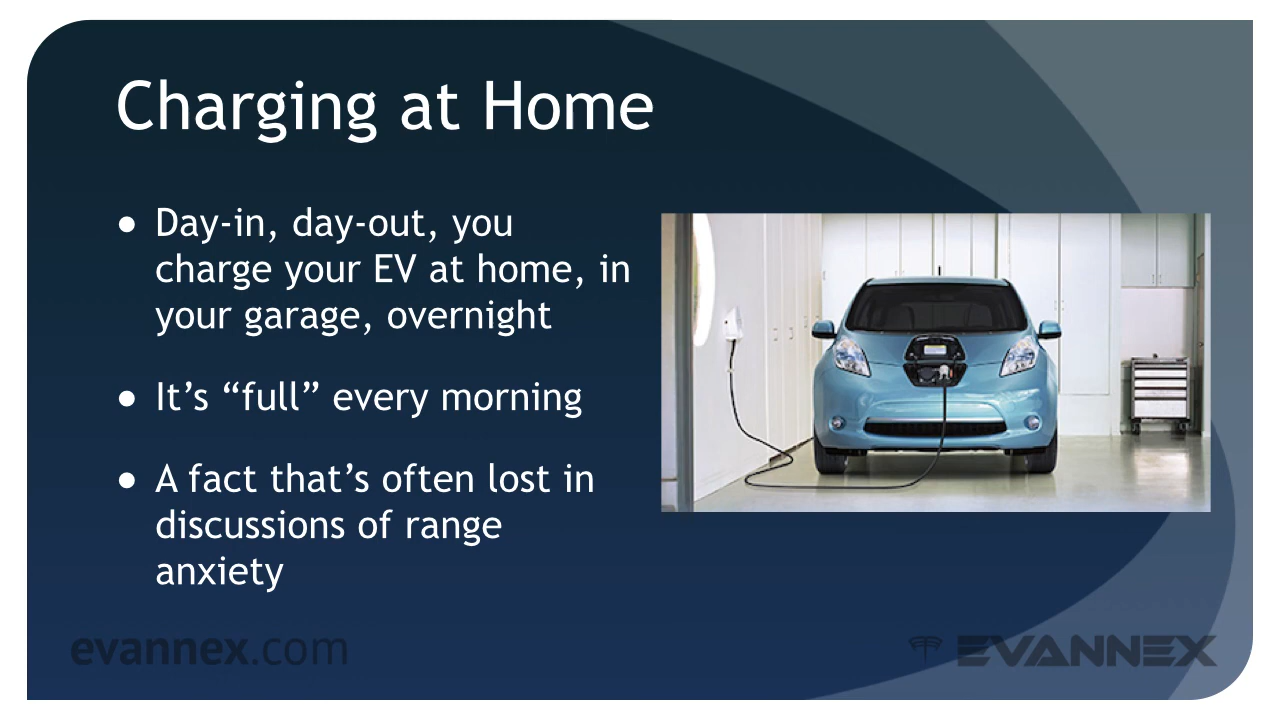 Charging at Home
● Day-in, day-out, you
charge your EV at home, in
your garage, overnight
● It’s “full” every morning
● A fact that’s often lost in
discussions of range
anxiety
evannex.com
EVANNEX